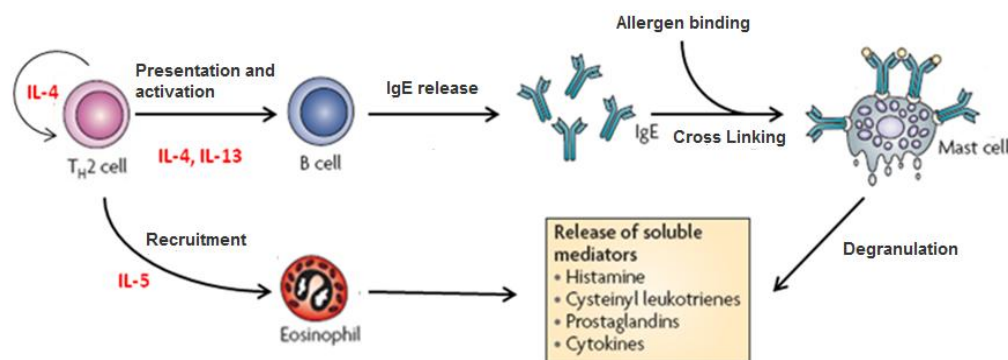 Allergen binding
Presentation and
activation
IgE release
IL-4
IgE
Cross Linking
IL-4, IL-13
T_H2 cell
B cell
Mast cell
Recruitment
IL-5
Eosinophil
Release of soluble
mediators
• Histamine
• Cysteinyl leukotrienes
• Prostaglandins
• Cytokines
Degranulation